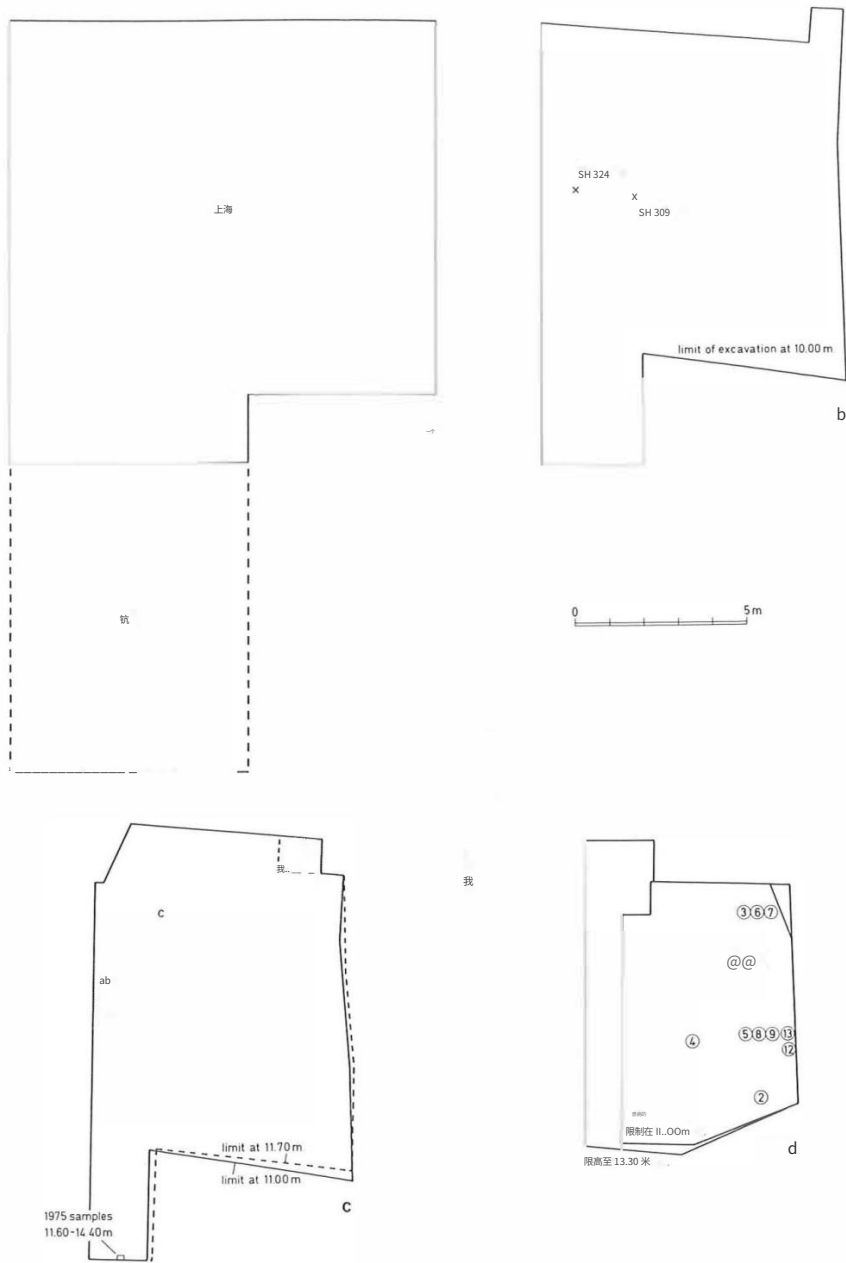 上海
一个
钪
SH 324
×
x
SH 309
limit of excavation at 10.00 m
b
0 5 m
我..
我
c
ab
limit at 11.70 m
limit at 11.00 m
C
1975 samples
11.60-14 40 m
③⑥⑦
@@
④
⑤⑧⑨⑬
⑫
②
限制在 II..OOm
限高至 13.30 米
d